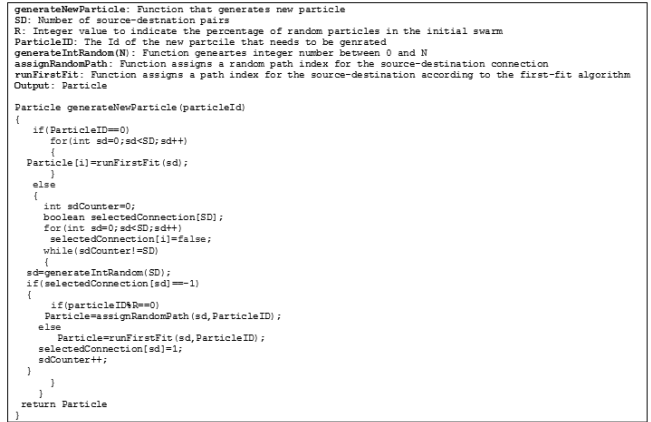 generateNewParticle: Function that generates new particle
SD: Number of source-destnation pairs
R: Integer value to indicate the percentage of random particles in the initial swarm
ParticleID: The Id of the new partcile that needs to be genrated
generateIntRandom(N): Function geneartes integer number between 0 and N
assignRandomPath: Function assigns a random path index for the source-destination connection
runFirstFit: Function assigns a path index for the source-destination according to the first-fit algorithm
Output: Particle
Particle generateNewParticle(particleId)
{
if(ParticleID==0)
for(int sd=0;sd<SD;sd++)
{
Particle[i]=runFirstFit(sd);
}
else
{
int sdCounter=0;
boolean selectedConnection[SD];
for(int sd=0;sd<SD;sd++)
selectedConnection[i]=false;
while(sdCounter!=SD)
{
sd=generateIntRandom(SD);
if(selectedConnection[sd]==-1)
{
if(particleID%R==0)
Particle=assignRandomPath(sd,ParticleID);
else
Particle=runFirstFit(sd,ParticleID);
selectedConnection[sd]=1;
sdCounter++;
}
}
}
return Particle
}